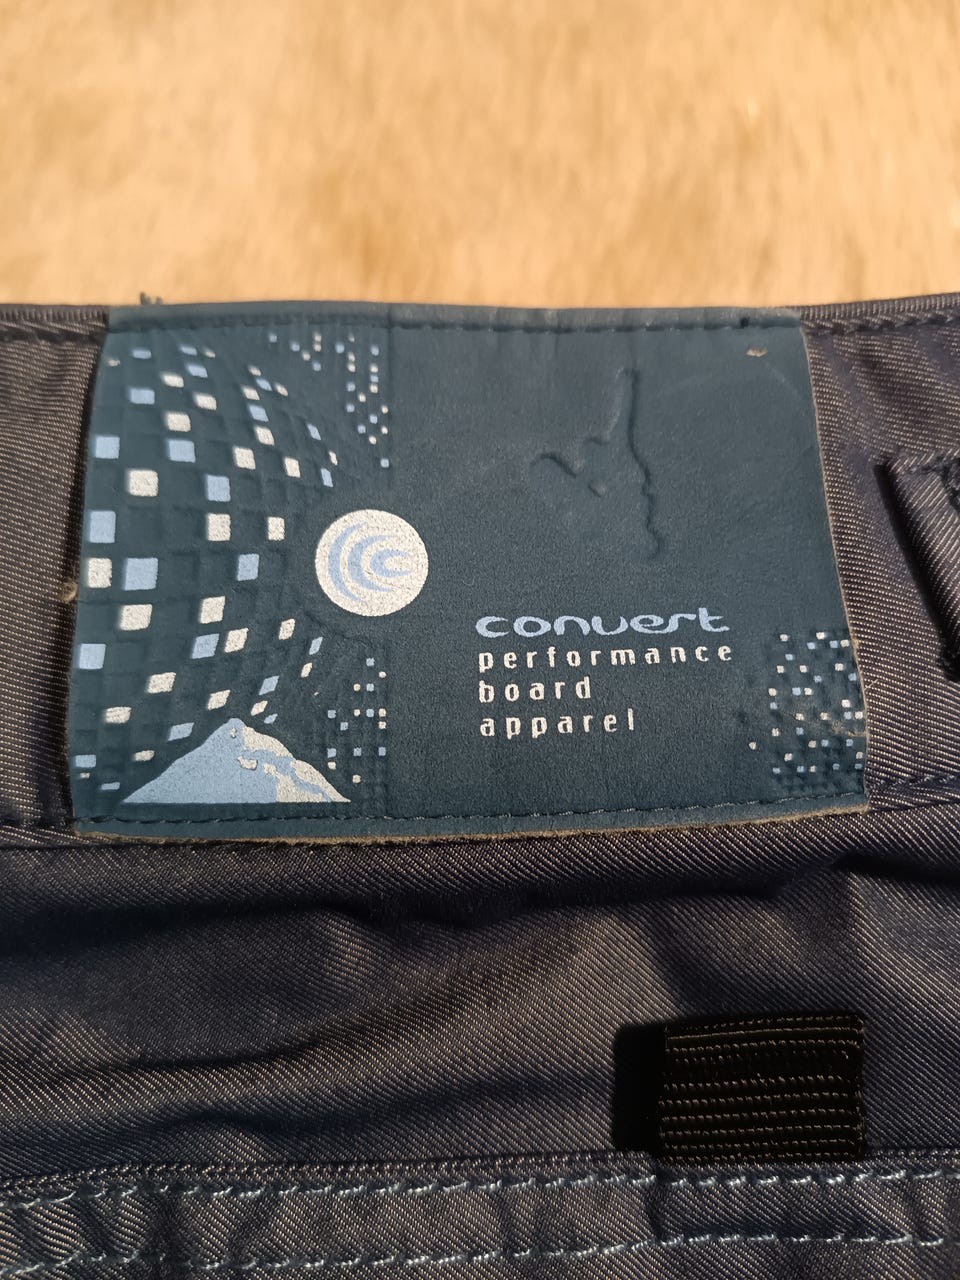 convert
performance
board
apparel